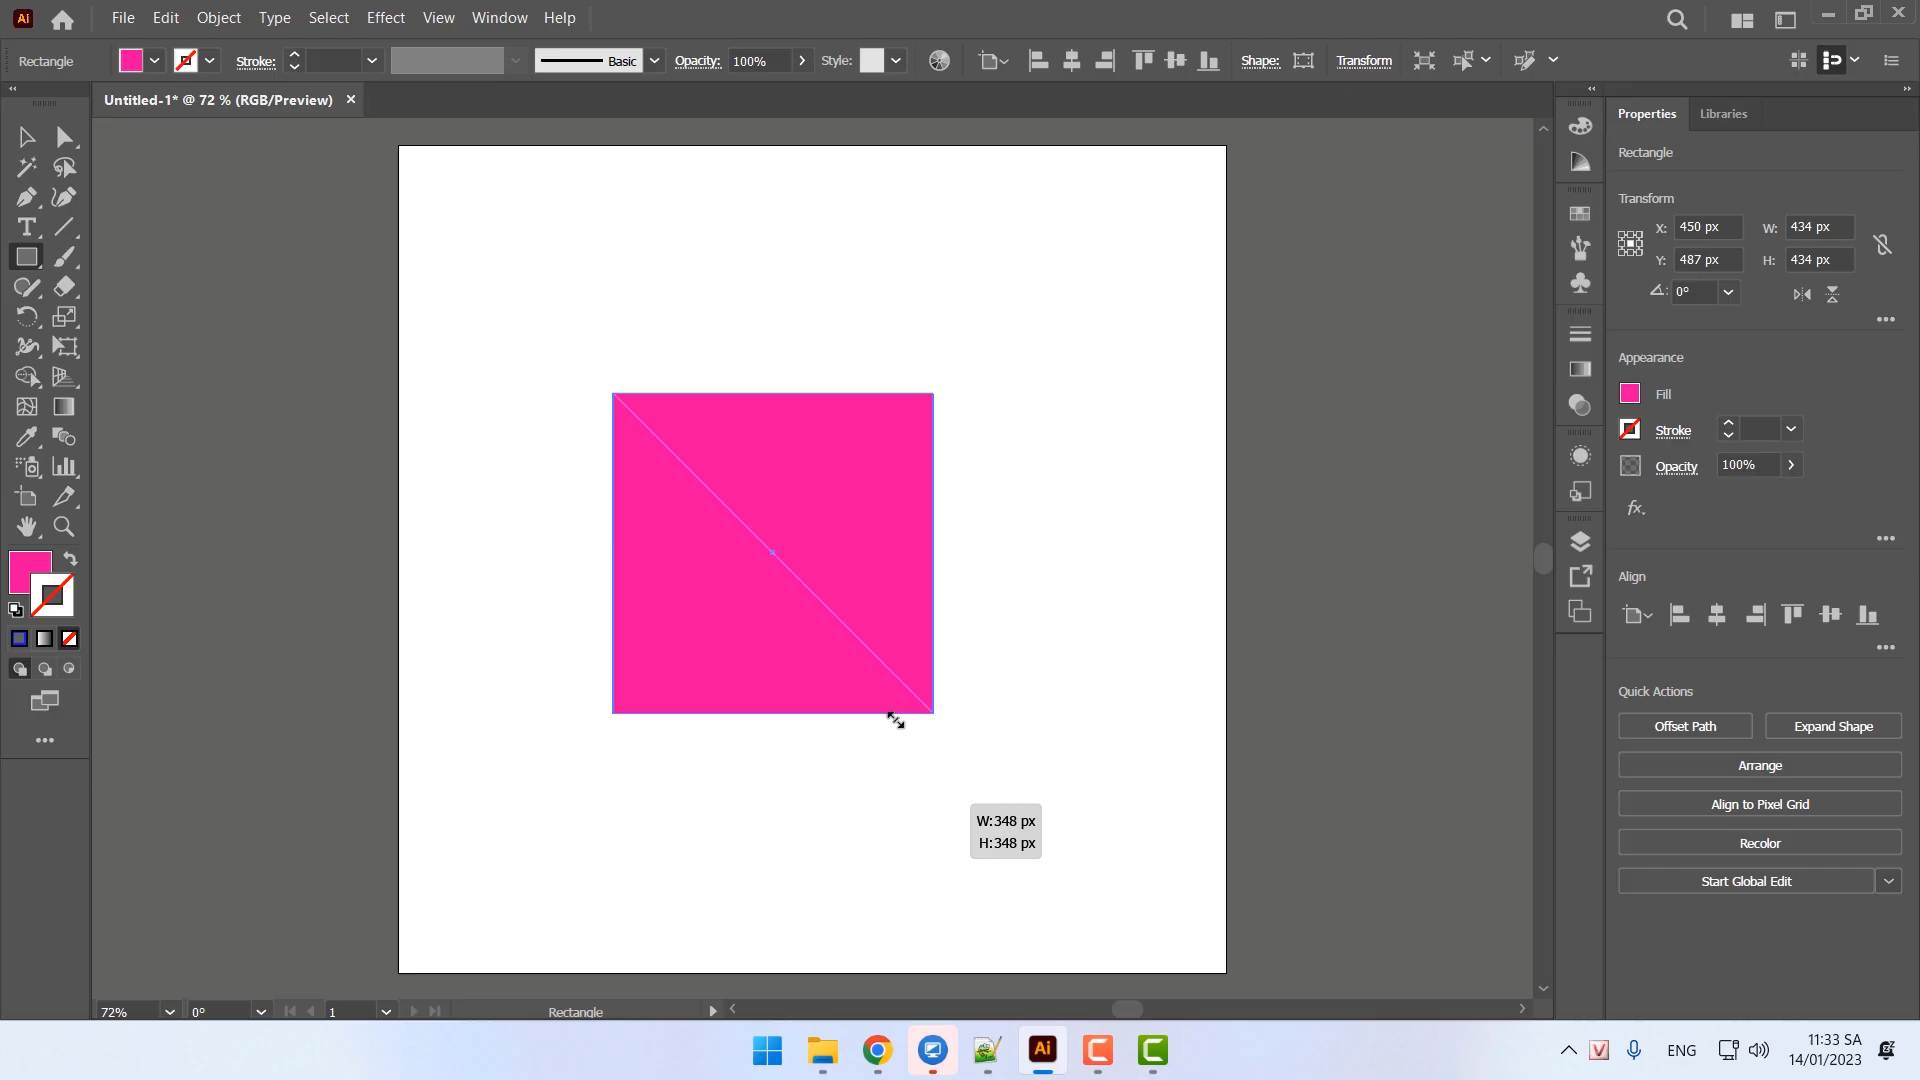 Ai File Edit Object Type Select Effect View Window Help
Rectangle Stroke: Basic Opacity: 100% Style: Shape: Transform
Untitled-1* @ 72 % (RGB/Preview) ×
Properties Libraries
Rectangle
Transform
X: 450 px W: 434 px
Y: 487 px H: 434 px
0°
Appearance
Fill
Stroke
Opacity 100%
fx.
Align
Quick Actions
Offset Path Expand Shape
Arrange
Align to Pixel Grid
Recolor
Start Global Edit
W:348 px
H:348 px
72% 0° 1 Rectangle
Ai V ENG 11:33 SA
14/01/2023